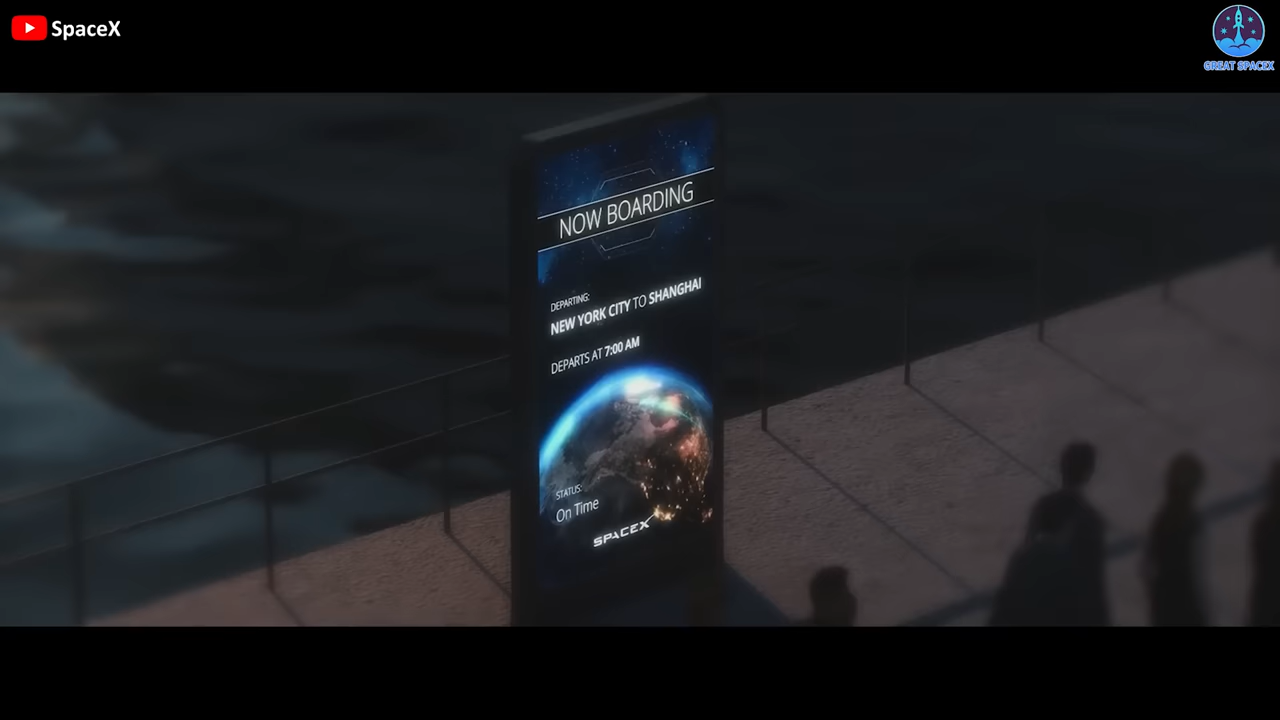 SpaceX
GREAT SPACEX
NOW BOARDING
DEPARTING:
NEW YORK CITY TO SHANGHAI
DEPARTS AT 7:00 AM
STATUS:
On Time
SPACEX